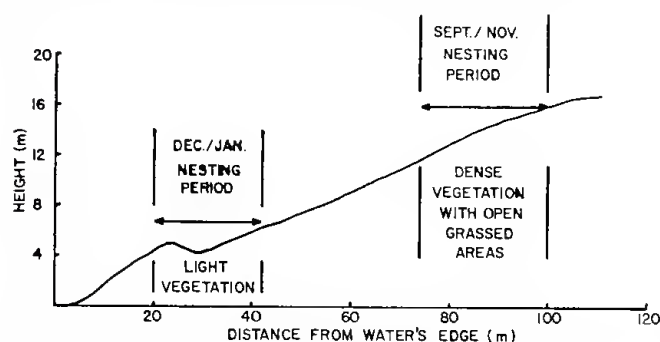 20
16
12
8
4
HEIGHT (m)
SEPT./ NOV.
NESTING
PERIOD
DEC./JAN.
NESTING
PERIOD
LIGHT
VEGETATION
DENSE
VEGETATION
WITH OPEN
GRASSED
AREAS
20 40 60 80 100 120
DISTANCE FROM WATER'S EDGE (m)